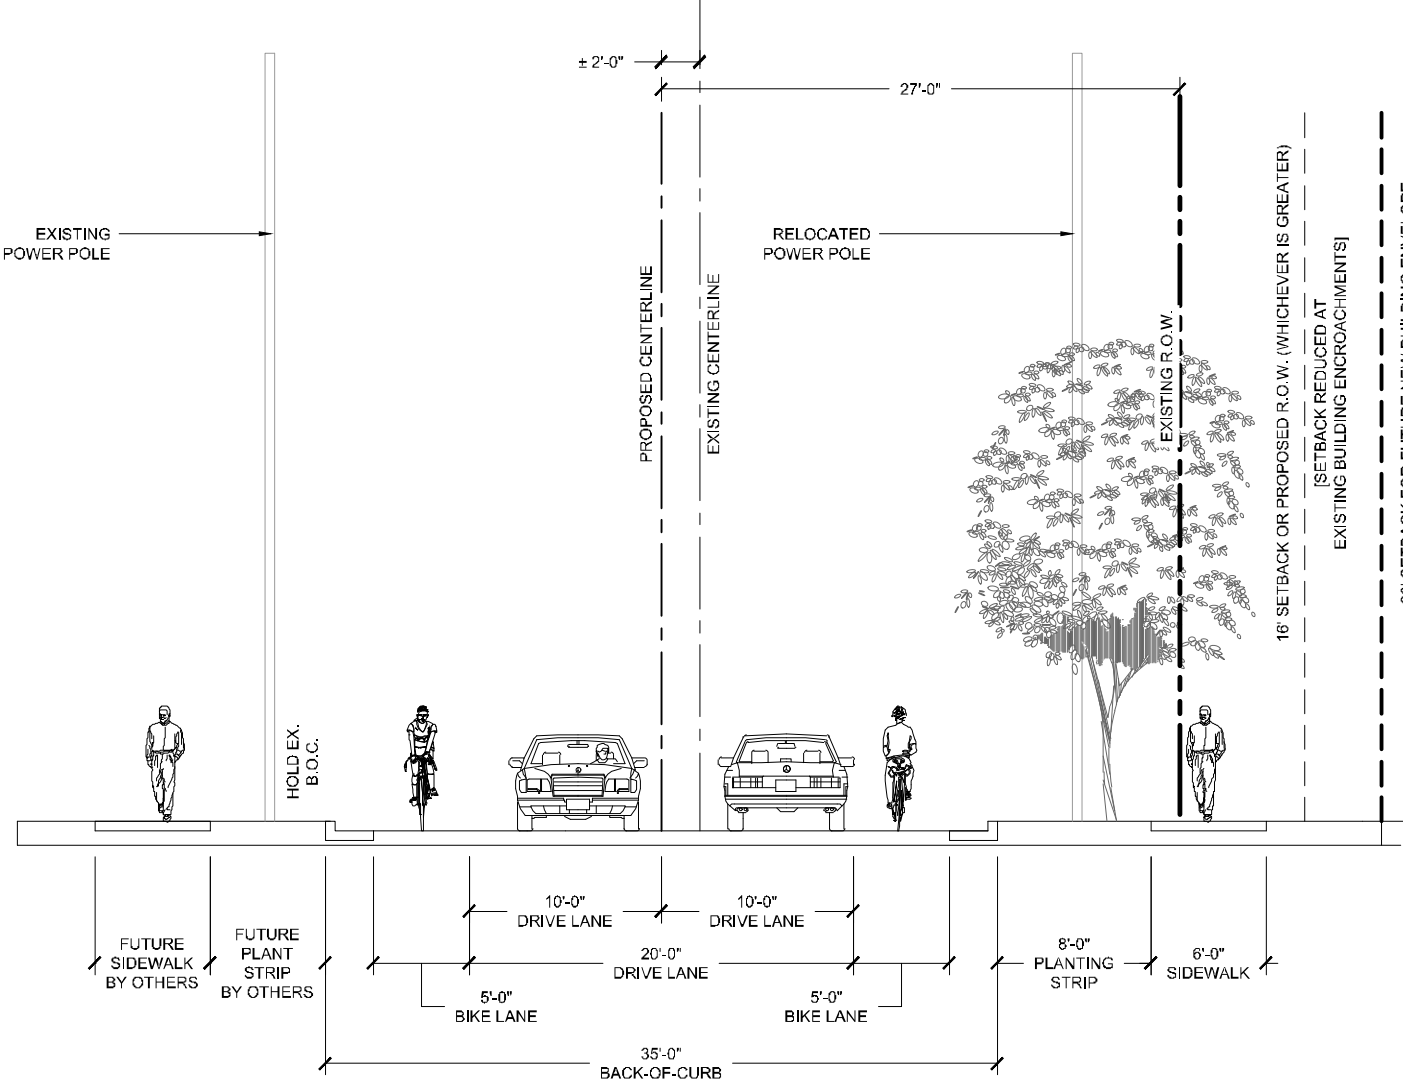 ± 2'-0"
27'-0"
EXISTING
POWER POLE
RELOCATED
POWER POLE
PROPOSED CENTERLINE
EXISTING CENTERLINE
EXISTING R.O.W.
16' SETBACK OR PROPOSED R.O.W. (WHICHEVER IS GREATER)
[SETBACK REDUCED AT
EXISTING BUILDING ENCROACHMENTS]
HOLD EX.
B.O.C.
10'-0"
DRIVE LANE
10'-0"
DRIVE LANE
FUTURE
SIDEWALK
BY OTHERS
FUTURE
PLANT
STRIP
BY OTHERS
20'-0"
DRIVE LANE
8'-0"
PLANTING
STRIP
6'-0"
SIDEWALK
5'-0"
BIKE LANE
5'-0"
BIKE LANE
35'-0"
BACK-OF-CURB